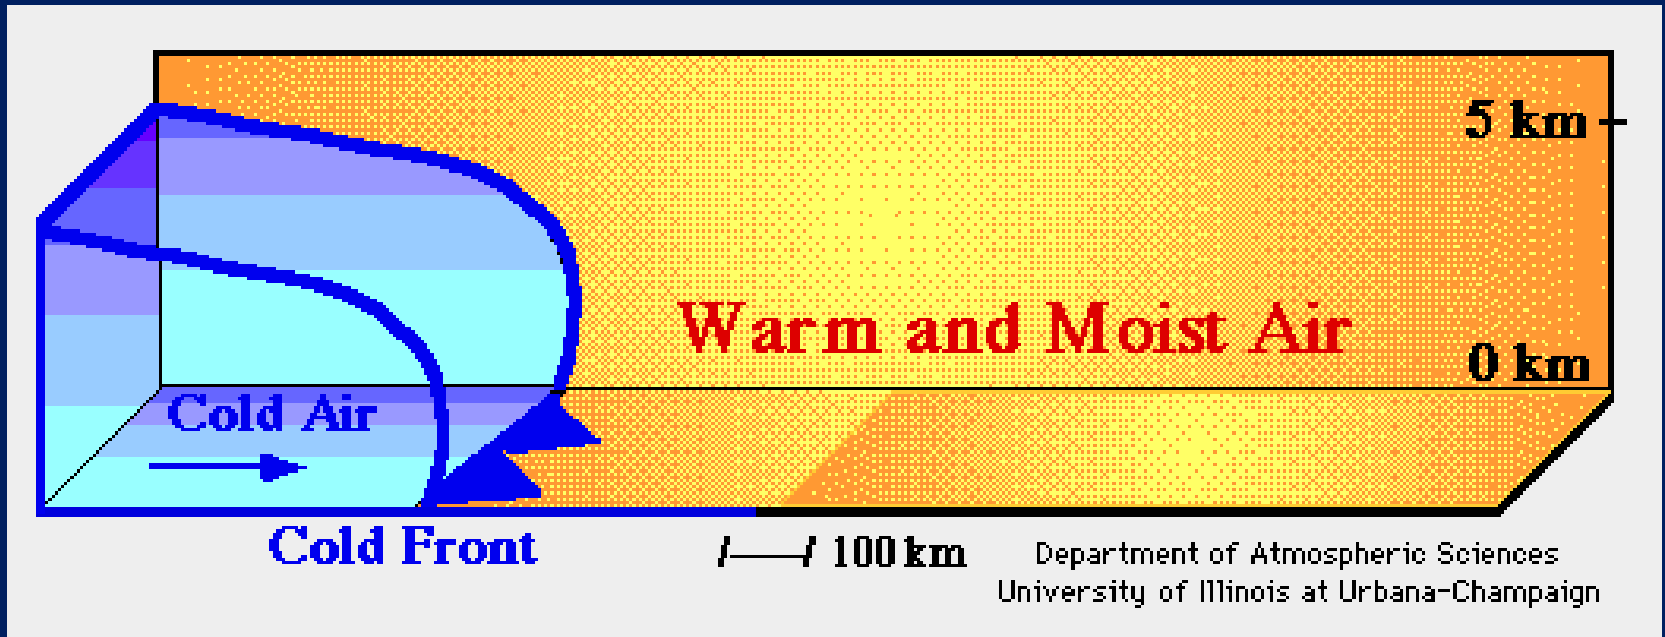 5 km
Warm and Moist Air
0 km
Cold Air
Cold Front
100 km
Department of Atmospheric Sciences
University of Illinois at Urbana-Champaign